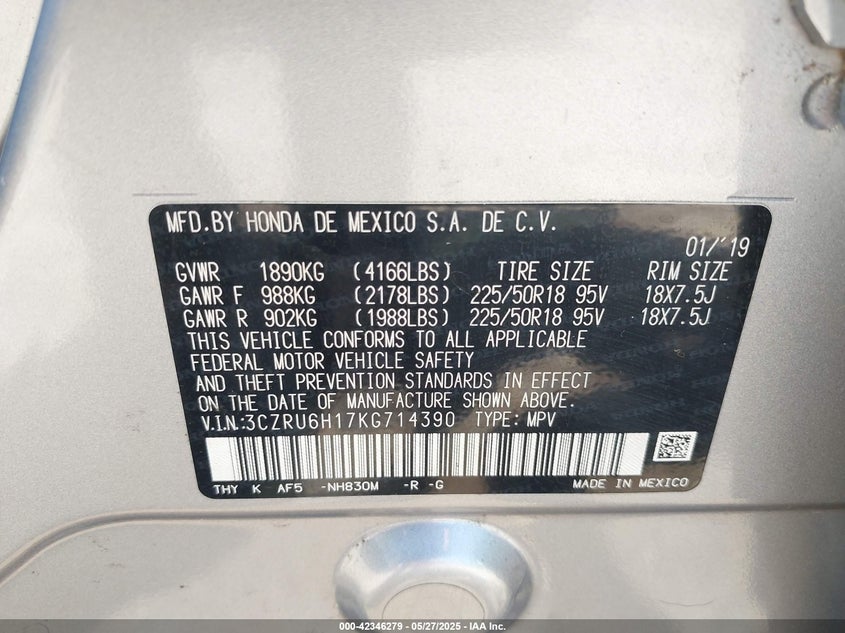 MFD.BY HONDA DE MEXICO S.A. DE C.V.
01/'19
GVWR 1890KG (4166LBS) TIRE SIZE RIM SIZE
GAWR F 988KG (2178LBS) 225/50R18 95V 18X7.5J
GAWR R 902KG (1988LBS) 225/50R18 95V 18X7.5J
THIS VEHICLE CONFORMS TO ALL APPLICABLE
FEDERAL MOTOR VEHICLE SAFETY
AND THEFT PREVENTION STANDARDS IN EFFECT
ON THE DATE OF MANUFACTURE SHOWN ABOVE.
V.I.N.:3CZRU6H17KG714390 TYPE: MPV
THY K AF5 -NH830M -R -G MADE IN MEXICO
000-42346279 - 05/27/2025 - IAA Inc.